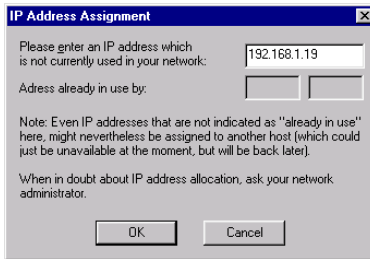 IP Address Assignment
Please enter an IP address which
is not currently used in your network:
192.168.1.19
Adress already in use by:
Note: Even IP addresses that are not indicated as "already in use"
here, might nevertheless be assigned to another host (which could
just be unavailable at the moment, but will be back later).
When in doubt about IP address allocation, ask your network
administrator.
OK
Cancel